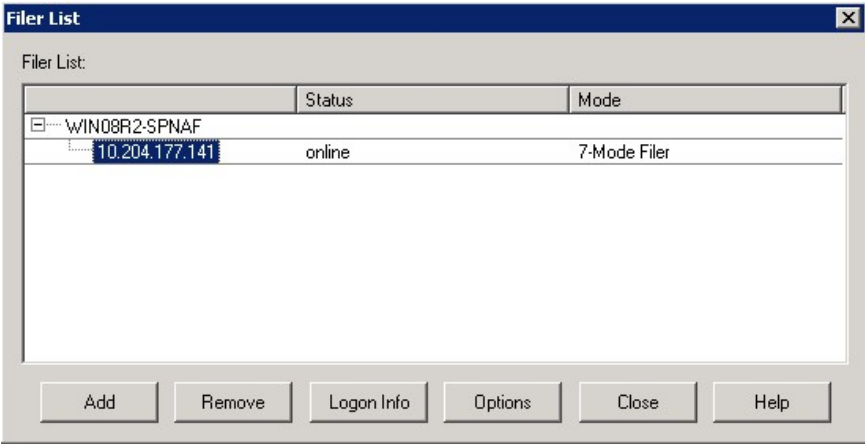 Filer List
Filer List:
Status Mode
WIN08R2-SPNAF
10.204.177.141 online 7-Mode Filer
Add Remove Logon Info Options Close Help